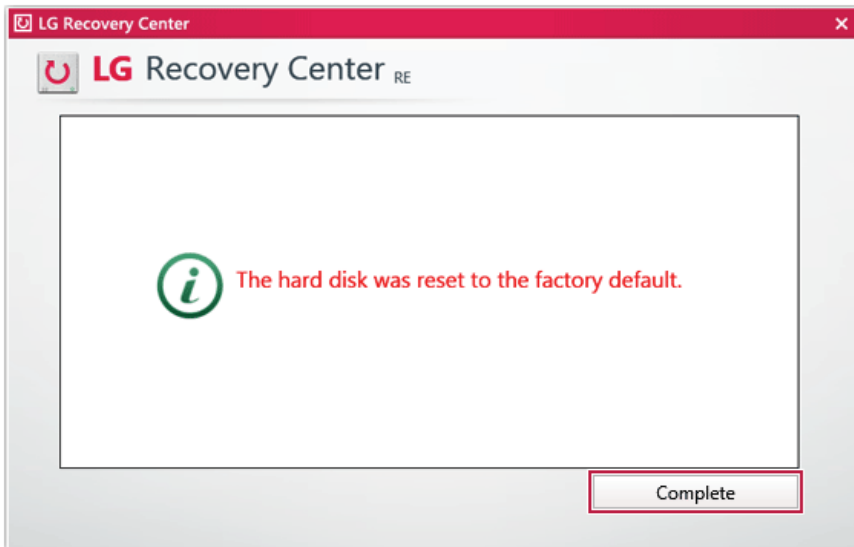 LG Recovery Center
LG Recovery Center RE
The hard disk was reset to the factory default.
Complete